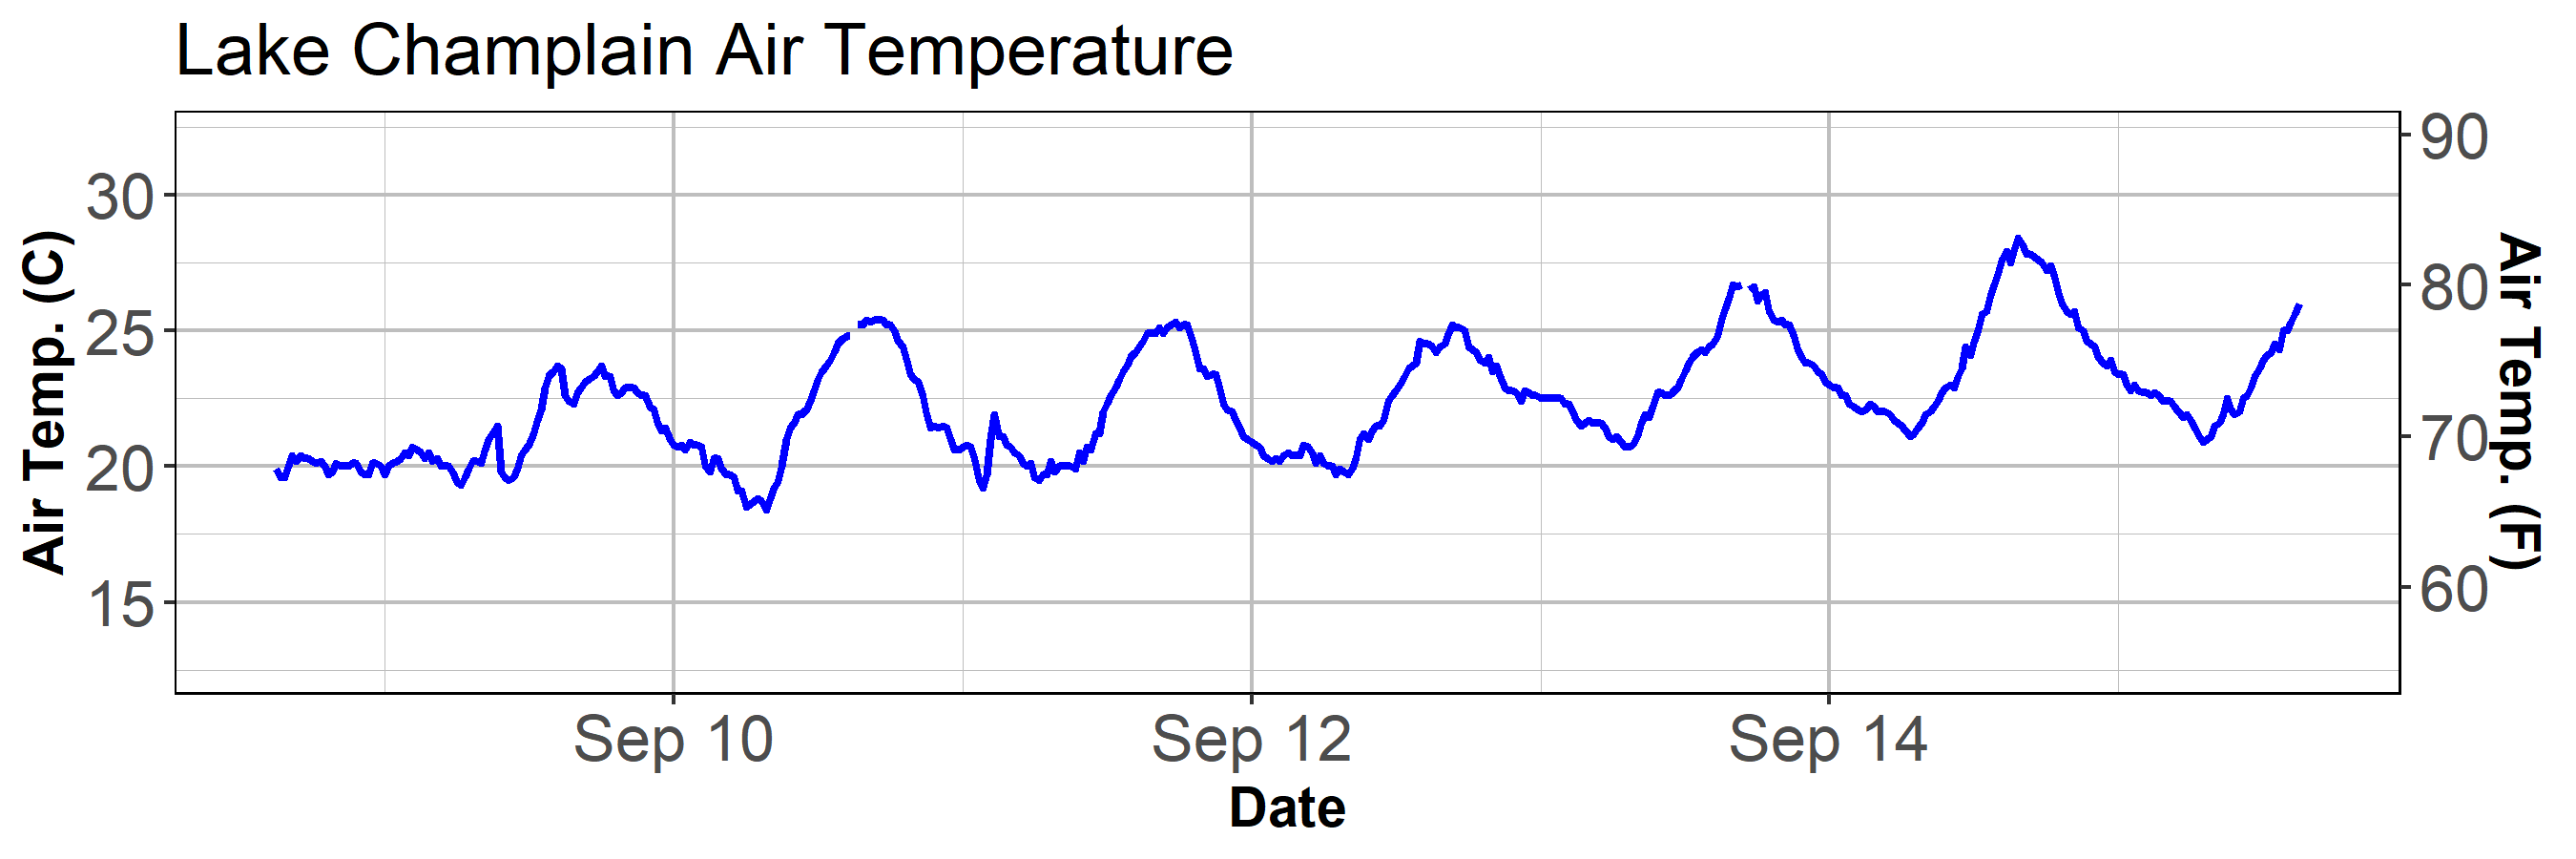 Lake Champlain Air Temperature
Air Temp. (C)
30
25
20
15
90
80
70
60
Air Temp. (F)
Sep 10
Sep 12
Sep 14
Date